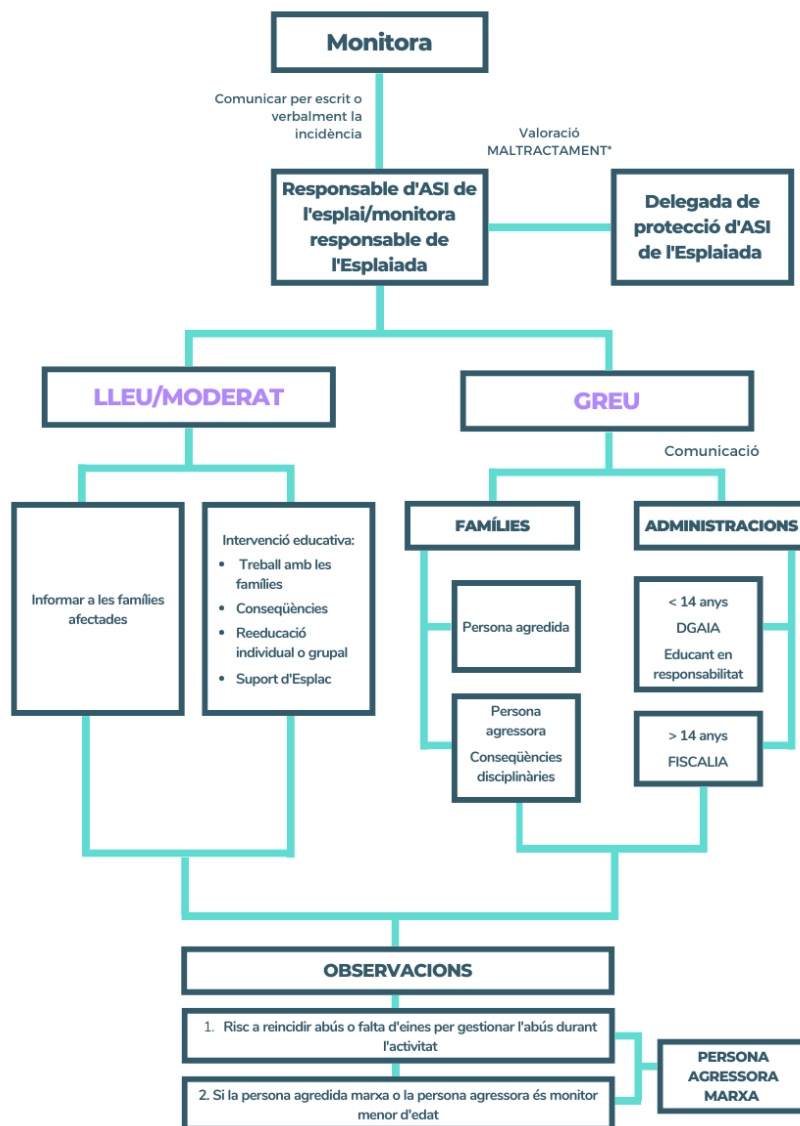 Monitora
Comunicar per escrit o
verbalment la
incidència
Valoració
MALTRACTAMENT*
Responsable d'ASI de
l'esplai/monitora
responsable de
l'Esplaiada
Delegada de
protecció d'ASI
de l'Esplaiada
LLEU/MODERAT
GREU
Comunicació
Informar a les famílies
afectades
Intervenció educativa:
• Treball amb les
famílies
• Conseqüències
• Reeducació
individual o grupal
• Suport d'Esplac
FAMÍLIES
ADMINISTRACIONS
Persona agredida
< 14 anys
DGAIA
Educant en
responsabilitat
Persona
agressora
Conseqüències
disciplinàries
> 14 anys
FISCALIA
OBSERVACIONS
1. Risc a reincidir abús o falta d'eines per gestionar l'abús durant
l'activitat
2. Si la persona agredida marxa o la persona agressora és monitor
menor d'edat
PERSONA
AGRESSORA
MARXA